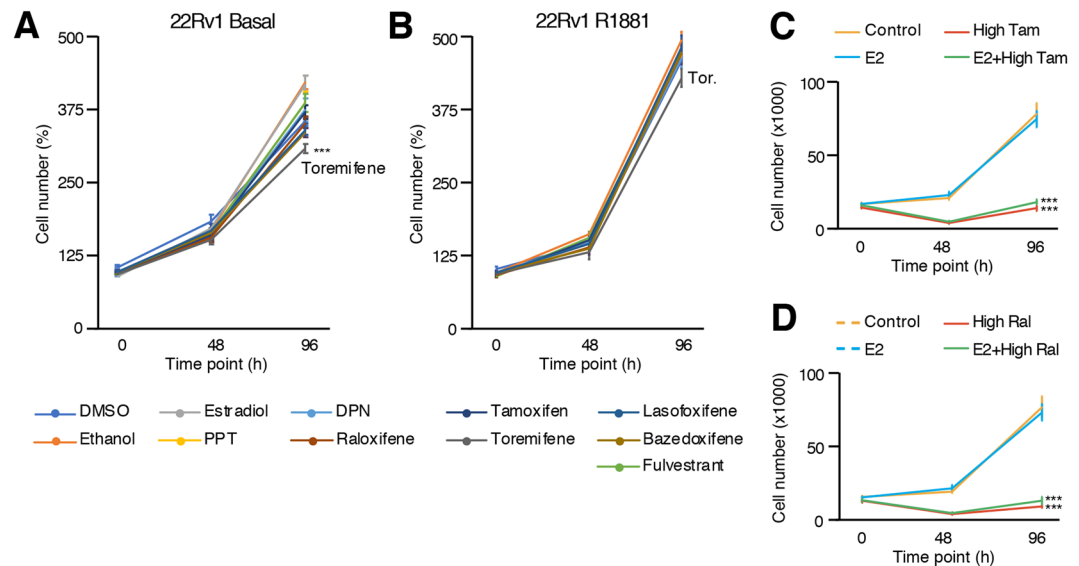 A
22Rv1 Basal
500
375
250
125
0
Cell number (%)
***
Toremifene
0 48 96
Time point (h)
B
22Rv1 R1881
500
375
250
125
0
Cell number (%)
Tor.
0 48 96
Time point (h)
DMSO Estradiol DPN Tamoxifen Lasofoxifene
Ethanol PPT Raloxifene Toremifene Bazedoxifene
Fulvestrant
C
Control High Tam
E2 E2+High Tam
100
50
0
Cell number (x1000)
***
***
0 48 96
Time point (h)
D
Control High Ral
E2 E2+High Ral
100
50
0
Cell number (x1000)
***
***
0 48 96
Time point (h)